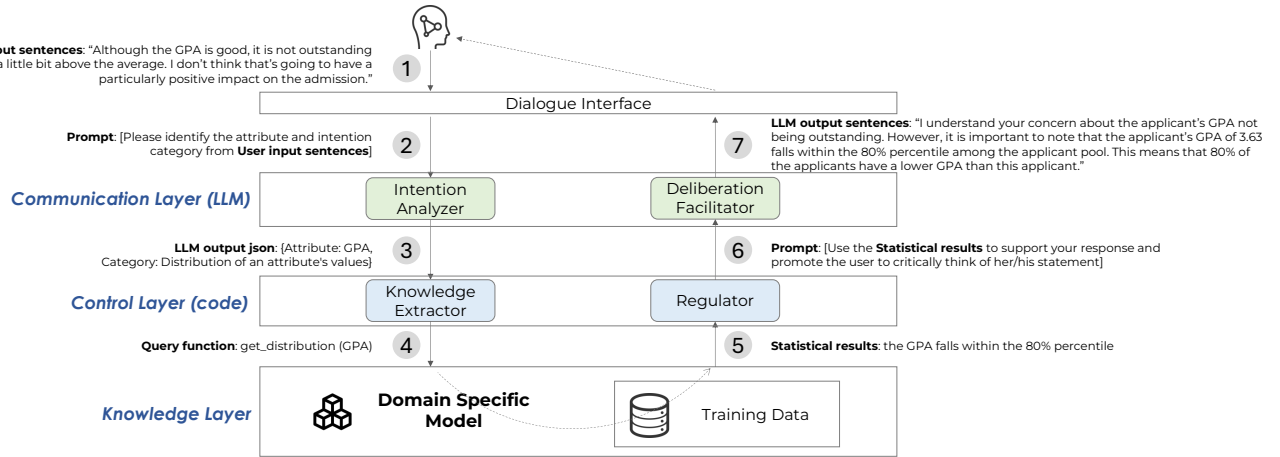 put sentences: “Although the GPA is good, it is not outstanding
a little bit above the average. I don’t think that’s going to have a
particularly positive impact on the admission.”
1
Dialogue Interface
Prompt: [Please identify the attribute and intention
category from User input sentences]
2
7
LLM output sentences: “I understand your concern about the applicant’s GPA not
being outstanding. However, it is important to note that the applicant’s GPA of 3.63
falls within the 80% percentile among the applicant pool. This means that 80% of
the applicants have a lower GPA than this applicant.”
Communication Layer (LLM)
Intention
Analyzer
Deliberation
Facilitator
LLM output json: {Attribute: GPA,
Category: Distribution of an attribute's values}
3
6
Prompt: [Use the Statistical results to support your response and
promote the user to critically think of her/his statement]
Control Layer (code)
Knowledge
Extractor
Regulator
Query function: get_distribution (GPA)
4
5
Statistical results: the GPA falls within the 80% percentile
Knowledge Layer
Domain Specific
Model
Training Data